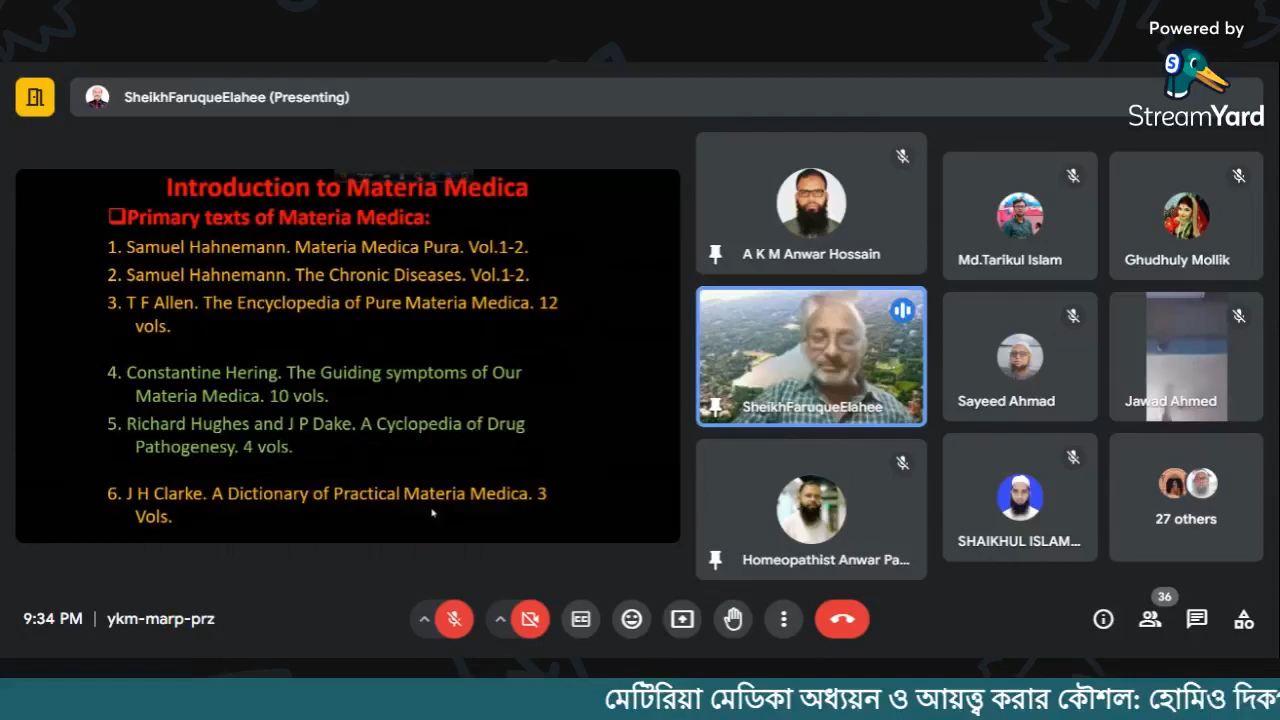 Powered by
StreamYard
SheikhFaruqueElahee (Presenting)
Introduction to Materia Medica
❑Primary texts of Materia Medica:
1. Samuel Hahnemann. Materia Medica Pura. Vol.1-2.
2. Samuel Hahnemann. The Chronic Diseases. Vol.1-2.
3. T F Allen. The Encyclopedia of Pure Materia Medica. 12
vols.
4. Constantine Hering. The Guiding symptoms of Our
Materia Medica. 10 vols.
5. Richard Hughes and J P Dake. A Cyclopedia of Drug
Pathogenesy. 4 vols.
6. J H Clarke. A Dictionary of Practical Materia Medica. 3
Vols.
A K M Anwar Hossain
Md.Tarikul Islam
Ghudhuly Mollik
SheikhFaruqueElahee
Sayeed Ahmad
Jawad Ahmed
Homeopathist Anwar Pa...
SHAIKHUL ISLAM...
27 others
9:34 PM | ykm-marp-prz
CC
36
মেটিরিয়া মেডিকা অধ্যয়ন ও আয়ত্ত্ব করার কৌশল: হোমিও দিক